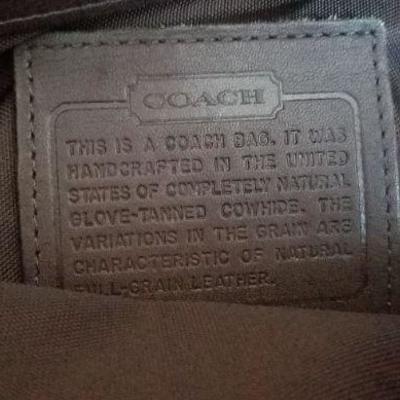 COACH
THIS IS A COACH BAG. IT WAS
HANDCRAFTED IN THE UNITED
STATES OF COMPLETELY NATURAL
GLOVE-TANNED COWHIDE. THE
VARIATIONS IN THE GRAIN ARE
CHARACTERISTIC OF NATURAL
FULL-GRAIN LEATHER.